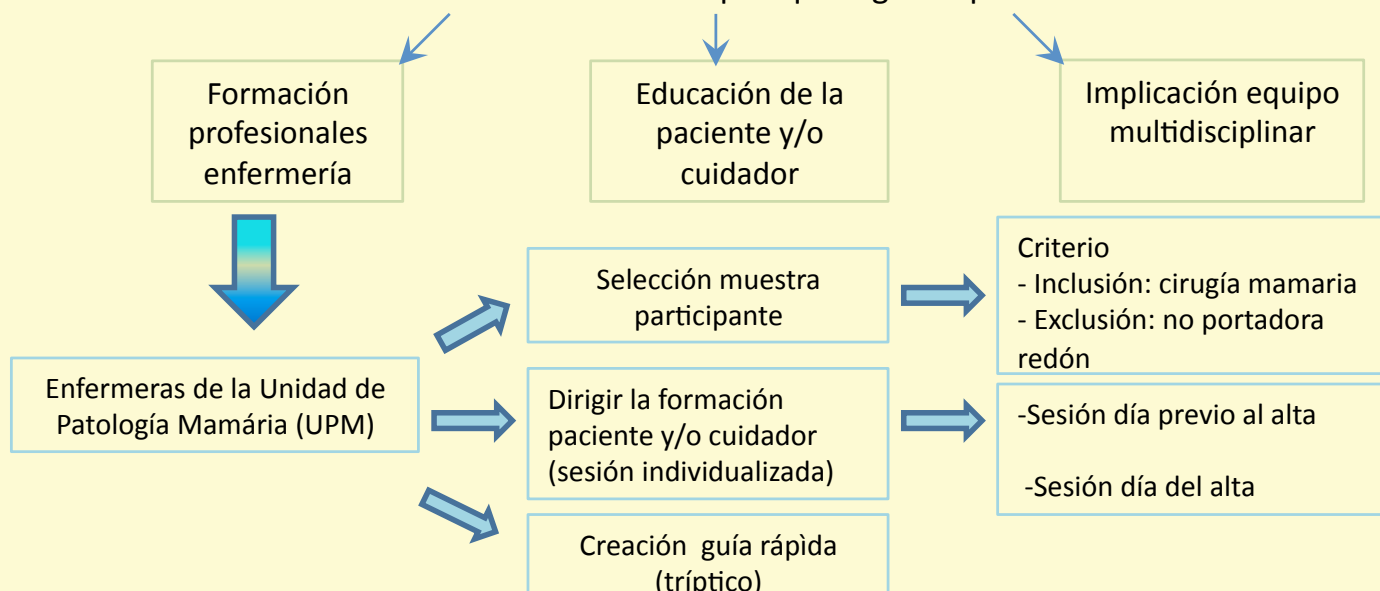 Formación
profesionales
enfermería
Educación de la
paciente y/o
cuidador
Implicación equipo
multidisciplinar
Enfermeras de la Unidad de
Patología Mamária (UPM)
Selección muestra
participante
Criterio
- Inclusión: cirugía mamaria
- Exclusión: no portadora
redón
Dirigir la formación
paciente y/o cuidador
(sesión individualizada)
-Sesión día previo al alta
-Sesión día del alta
Creación guía rápìda
(tríptico)